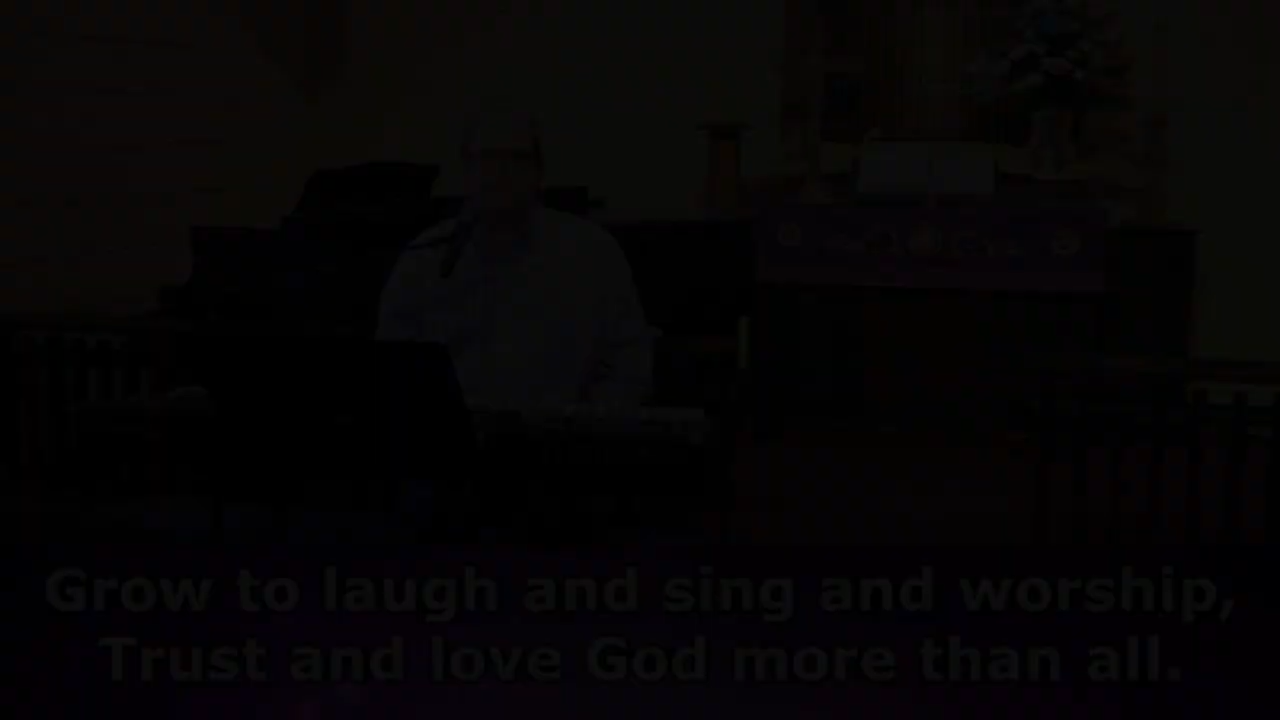 Grow to laugh and sing and worship,
Trust and love God more than all.